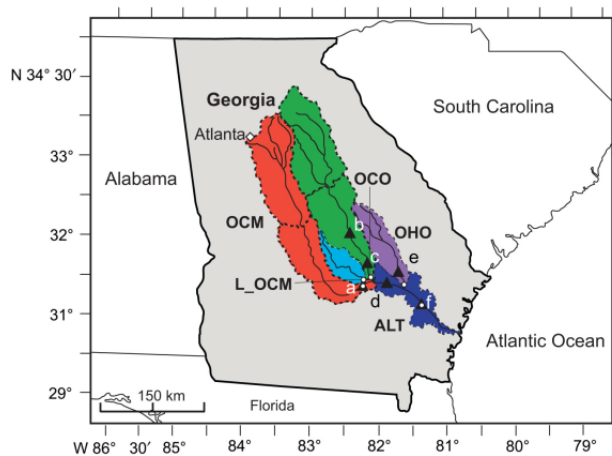 N 34° 30′
Georgia
South Carolina
Atlanta
33°
Alabama
OCO
OCM
b
OHO
32°
c
e
L_OCM
a
d
f
31°
ALT
Atlantic Ocean
150 km
29°
Florida
W 86° 30′ 85° 84° 83° 82° 81° 80° 79°